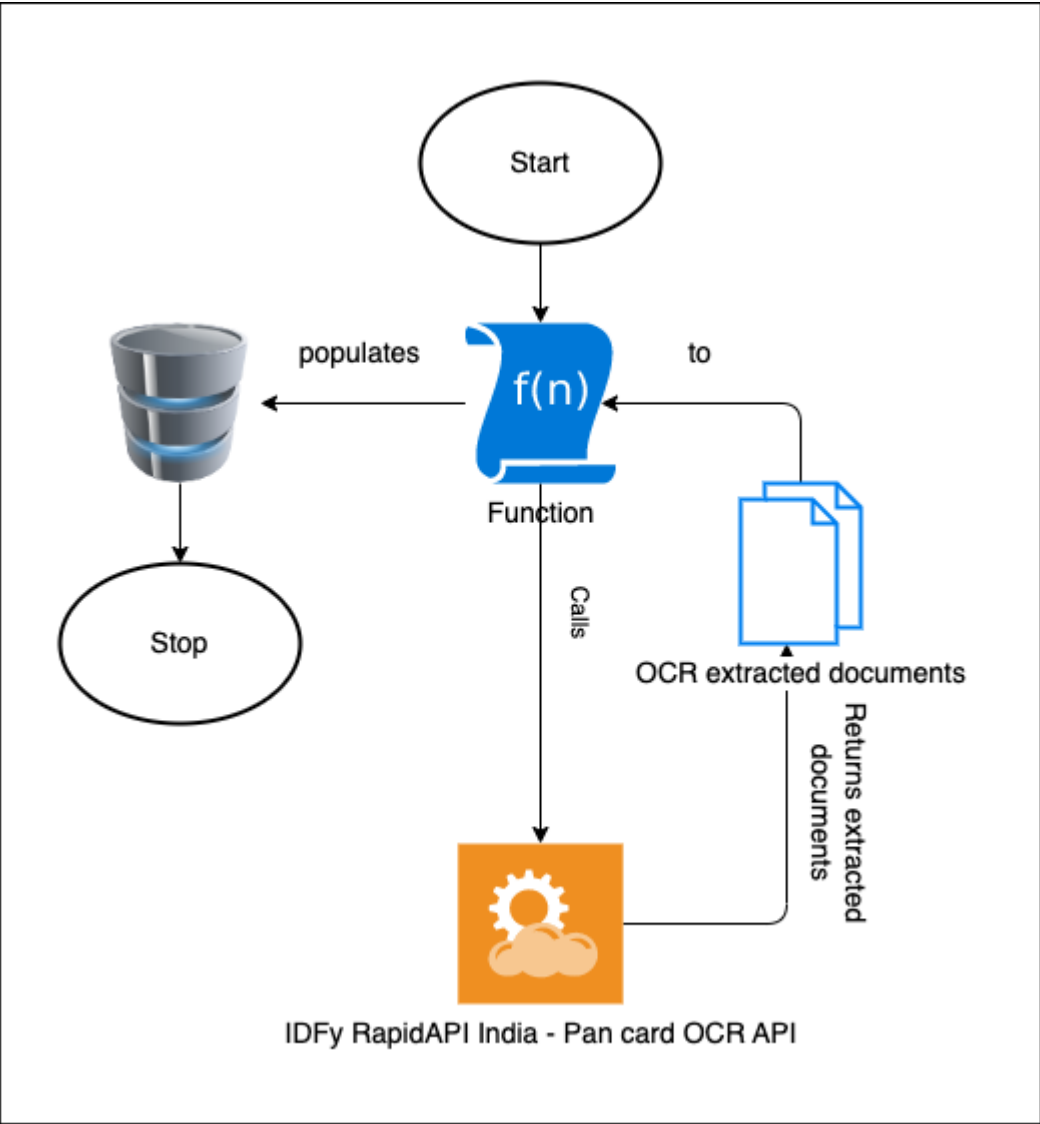 Start
populates
to
f(n)
Function
Calls
Stop
OCR extracted documents
Returns extracted
documents
IDFy RapidAPI India - Pan card OCR API